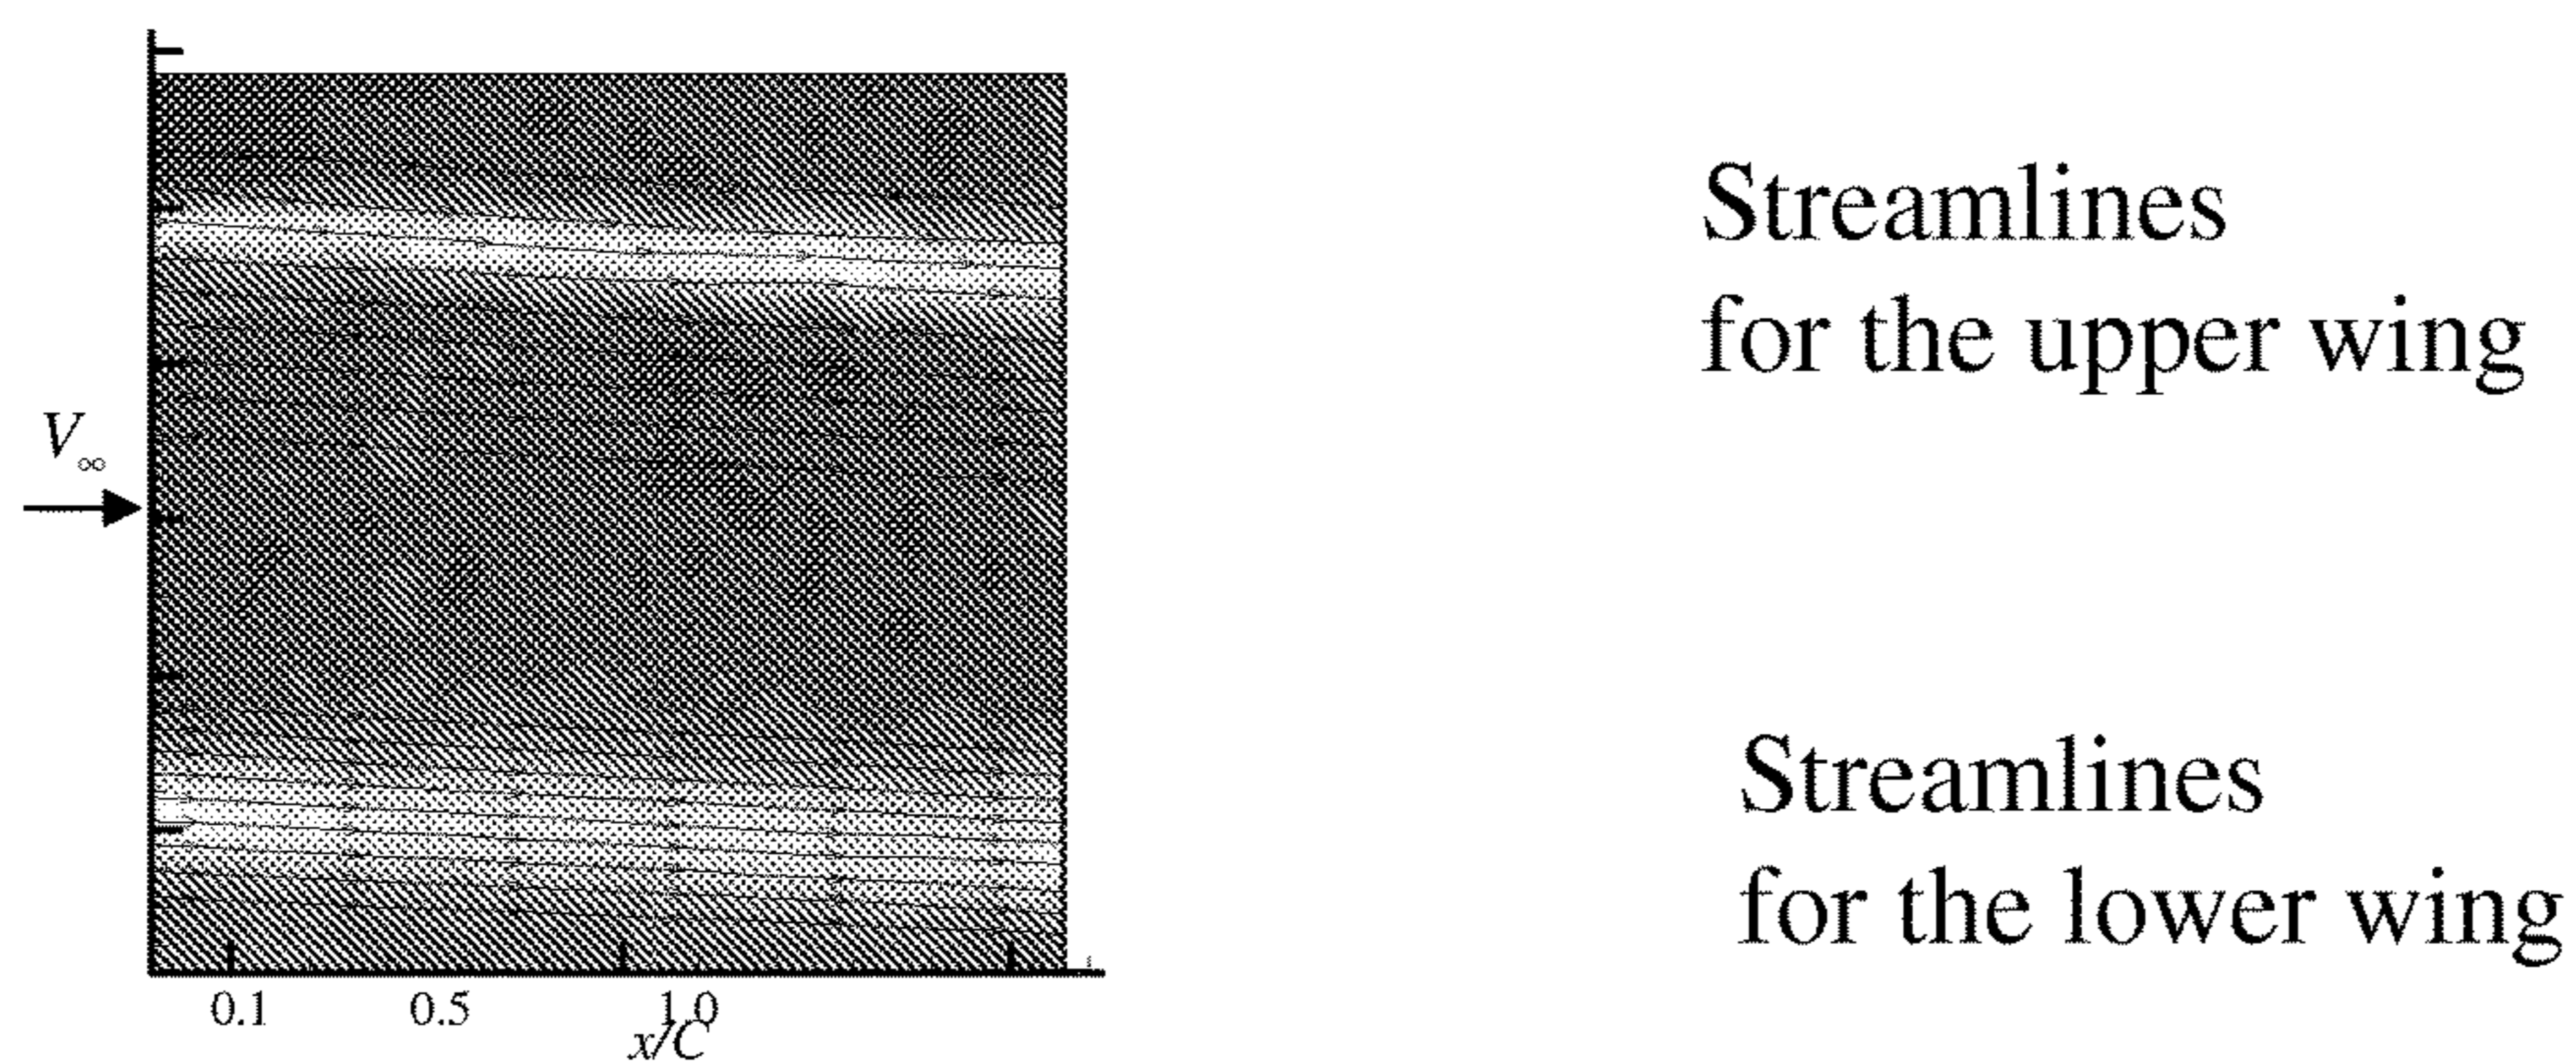 Streamlines
for the upper wing
V∞
Streamlines
for the lower wing
0.1 0.5 1.0
x/C